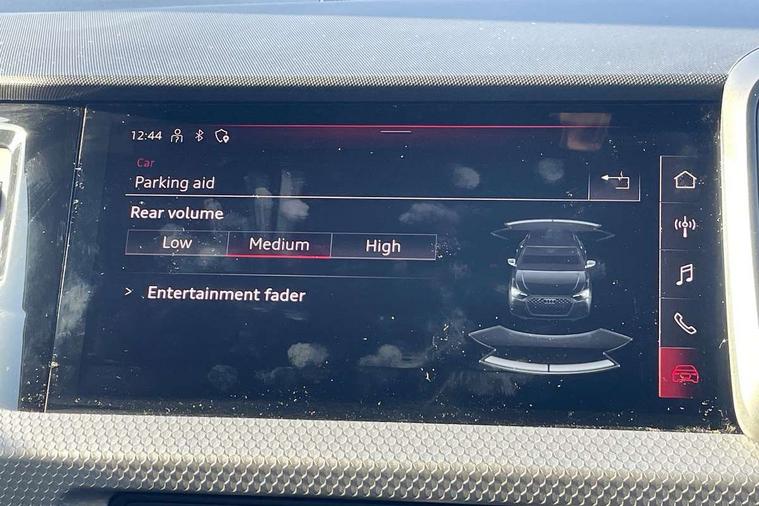 12:44
Car
Parking aid
Rear volume
Low Medium High
> Entertainment fader